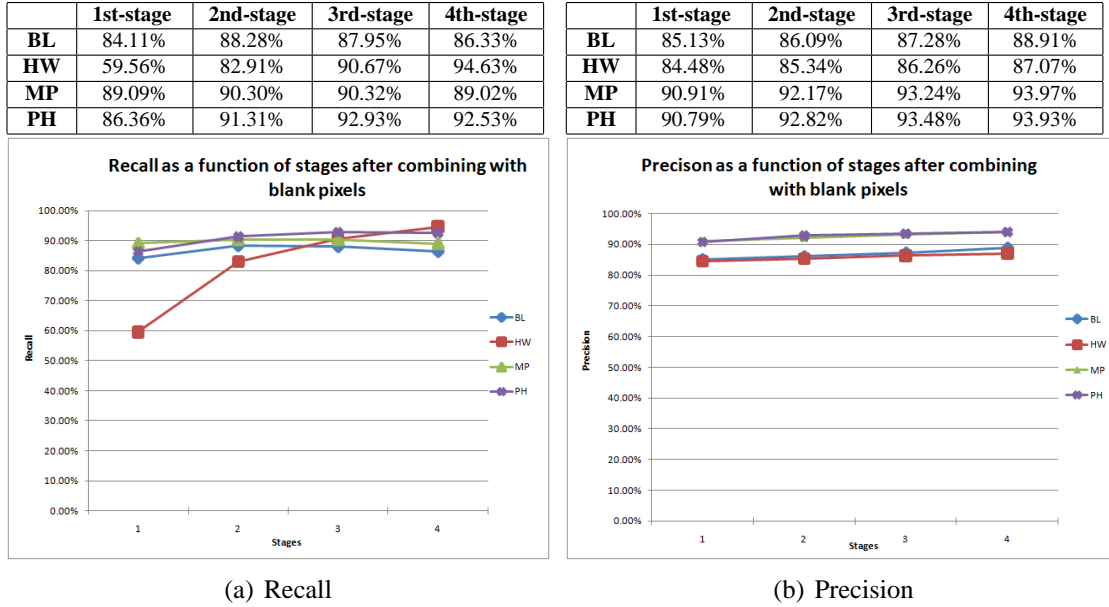 1st-stage 2nd-stage 3rd-stage 4th-stage
BL 84.11% 88.28% 87.95% 86.33%
HW 59.56% 82.91% 90.67% 94.63%
MP 89.09% 90.30% 90.32% 89.02%
PH 86.36% 91.31% 92.93% 92.53%
Recall as a function of stages after combining with
blank pixels
100.00%
90.00%
80.00%
70.00%
60.00%
50.00%
40.00%
30.00%
20.00%
10.00%
0.00%
Recall
1 2 3 4
Stages
BL
HW
MP
PH
(a) Recall
1st-stage 2nd-stage 3rd-stage 4th-stage
BL 85.13% 86.09% 87.28% 88.91%
HW 84.48% 85.34% 86.26% 87.07%
MP 90.91% 92.17% 93.24% 93.97%
PH 90.79% 92.82% 93.48% 93.93%
Precison as a function of stages after combining
with blank pixels
100.00%
90.00%
80.00%
70.00%
60.00%
50.00%
40.00%
30.00%
20.00%
10.00%
0.00%
Precision
1 2 3 4
Stages
BL
HW
MP
PH
(b) Precision